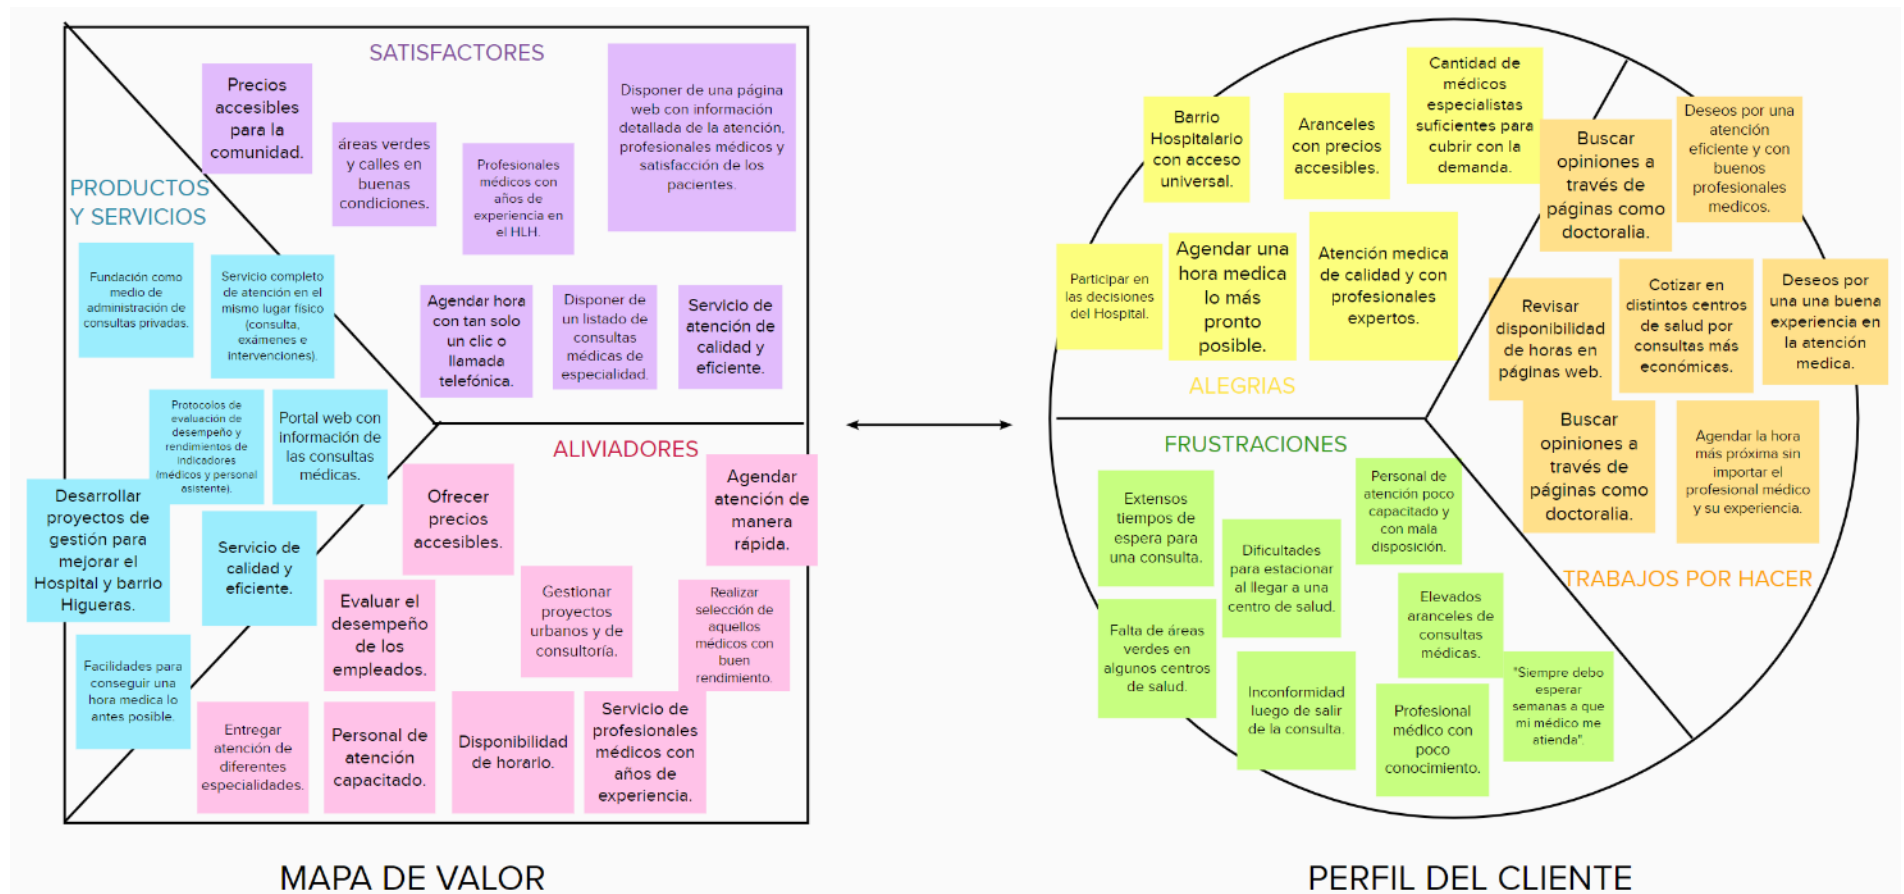 SATISFACTORES
Precios
accesibles
para la
comunidad.
áreas verdes
y calles en
buenas
condiciones.
Profesionales
médicos con
años de
experiencia en
el HLH.
Disponer de una página
web con información
detallada de la atención,
profesionales médicos y
satisfacción de los
pacientes.
Agendar hora
con tan solo
un clic o
llamada
telefónica.
Disponer de
un listado de
consultas
médicas de
especialidad.
Servicio de
atención de
calidad y
eficiente.
PRODUCTOS
Y SERVICIOS
Fundación como
medio de
administración de
consultas privadas.
Servicio completo
de atención en el
mismo lugar físico
(consulta,
exámenes e
intervenciones).
Protocolos de
evaluación de
desempeño y
rendimientos de
indicadores
(médicos y personal
asistente).
Portal web con
información de
las consultas
médicas.
Desarrollar
proyectos de
gestión para
mejorar el
Hospital y barrio
Higueras.
Servicio de
calidad y
eficiente.
Facilidades para
conseguir una
hora medica lo
antes posible.
ALIVIADORES
Ofrecer
precios
accesibles.
Agendar
atención de
manera
rápida.
Evaluar el
desempeño
de los
empleados.
Gestionar
proyectos
urbanos y de
consultoría.
Realizar
selección de
aquellos
médicos con
buen
rendimiento.
Entregar
atención de
diferentes
especialidades.
Personal de
atención
capacitado.
Disponibilidad
de horario.
Servicio de
profesionales
médicos con
años de
experiencia.
MAPA DE VALOR
Barrio
Hospitalario
con acceso
universal.
Aranceles
con precios
accesibles.
Cantidad de
médicos
especialistas
suficientes para
cubrir con la
demanda.
Participar en
las decisiones
del Hospital.
Agendar una
hora medica
lo más
pronto
posible.
Atención medica
de calidad y con
profesionales
expertos.
ALEGRIAS
Buscar
opiniones a
través de
páginas como
doctoralia.
Deseos por una
atención
eficiente y con
buenos
profesionales
medicos.
Revisar
disponibilidad
de horas en
páginas web.
Cotizar en
distintos centros
de salud por
consultas más
económicas.
Deseos por
una una buena
experiencia en
la atención
medica.
Buscar
opiniones a
través de
páginas como
doctoralia.
Agendar la hora
más próxima sin
importar el
profesional médico
y su experiencia.
TRABAJOS POR HACER
FRUSTRACIONES
Extensos
tiempos de
espera para
una consulta.
Dificultades
para estacionar
al llegar a una
centro de salud.
Personal de
atención poco
capacitado y
con mala
disposición.
Falta de áreas
verdes en
algunos centros
de salud.
Elevados
aranceles de
consultas
médicas.
Inconformidad
luego de salir
de la consulta.
Profesional
médico con
poco
conocimiento.
"Siempre debo
esperar
semanas a que
mi médico me
atienda".
PERFIL DEL CLIENTE